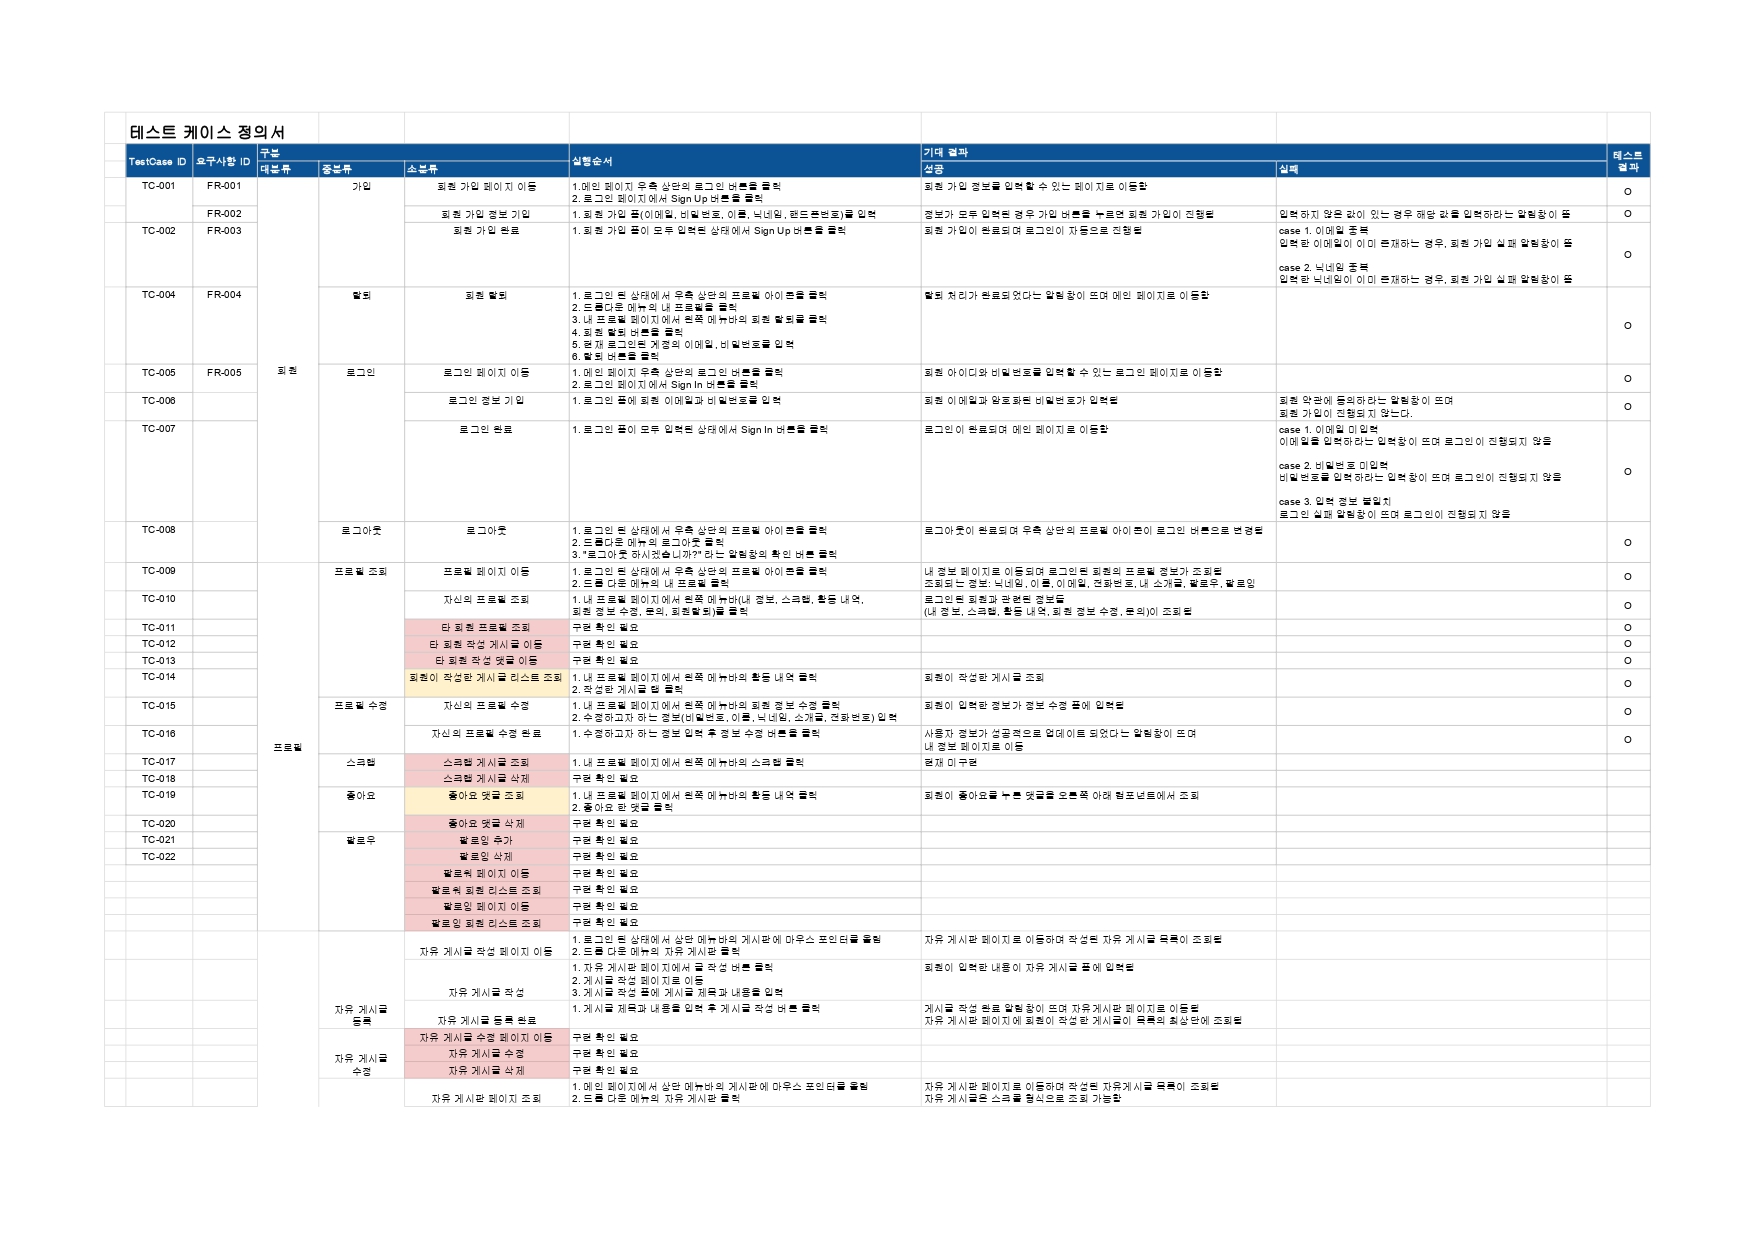 테스트 케이스 정의서
TestCase ID 요구사항 ID 구분 실행순서 기대 결과 테스트 결과
대분류 중분류 소분류 성공 실패
TC-001 FR-001 회원 가입 회원 가입 페이지 이동 1.메인 페이지 우측 상단의 로그인 버튼을 클릭 회원 가입 정보를 입력할 수 있는 페이지로 이동함 O
2. 로그인 페이지에서 Sign Up 버튼을 클릭
FR-002 회원 가입 정보 기입 1. 회원 가입 폼(이메일, 비밀번호, 이름, 닉네임, 핸드폰번호)을 입력 정보가 모두 입력된 경우 가입 버튼을 누르면 회원 가입이 진행됨 입력하지 않은 값이 있는 경우 해당 값을 입력하라는 알림창이 뜸 O
TC-002 FR-003 회원 가입 완료 1. 회원 가입 폼이 모두 입력된 상태에서 Sign Up 버튼을 클릭 회원 가입이 완료되며 로그인이 자동으로 진행됨 case 1. 이메일 중복 O
입력한 이메일이 이미 존재하는 경우, 회원 가입 실패 알림창이 뜸
case 2. 닉네임 중복
입력한 닉네임이 이미 존재하는 경우, 회원 가입 실패 알림창이 뜸
TC-004 FR-004 탈퇴 회원 탈퇴 1. 로그인 된 상태에서 우측 상단의 프로필 아이콘을 클릭 탈퇴 처리가 완료되었다는 알림창이 뜨며 메인 페이지로 이동함 O
2. 드롭다운 메뉴의 내 프로필을 클릭
3. 내 프로필 페이지에서 왼쪽 메뉴바의 회원 탈퇴를 클릭
4. 회원 탈퇴 버튼을 클릭
5. 현재 로그인된 계정의 이메일, 비밀번호를 입력
6. 탈퇴 버튼을 클릭
TC-005 FR-005 로그인 로그인 페이지 이동 1. 메인 페이지 우측 상단의 로그인 버튼을 클릭 회원 아이디와 비밀번호를 입력할 수 있는 로그인 페이지로 이동함 O
2. 로그인 페이지에서 Sign In 버튼을 클릭
TC-006 로그인 정보 기입 1. 로그인 폼에 회원 이메일과 비밀번호를 입력 회원 이메일과 암호화된 비밀번호가 입력됨 회원 약관에 동의하라는 알림창이 뜨며 O
회원 가입이 진행되지 않는다.
TC-007 로그인 완료 1. 로그인 폼이 모두 입력된 상태에서 Sign In 버튼을 클릭 로그인이 완료되며 메인 페이지로 이동함 case 1. 이메일 미입력 O
이메일을 입력하라는 입력창이 뜨며 로그인이 진행되지 않음
case 2. 비밀번호 미입력
비밀번호를 입력하라는 입력창이 뜨며 로그인이 진행되지 않음
case 3. 입력 정보 불일치
로그인 실패 알림창이 뜨며 로그인이 진행되지 않음
TC-008 로그아웃 로그아웃 1. 로그인 된 상태에서 우측 상단의 프로필 아이콘을 클릭 로그아웃이 완료되며 우측 상단의 프로필 아이콘이 로그인 버튼으로 변경됨 O
2. 드롭다운 메뉴의 로그아웃 클릭
3. "로그아웃 하시겠습니까?" 라는 알림창의 확인 버튼 클릭
TC-009 프로필 프로필 조회 프로필 페이지 이동 1. 로그인 된 상태에서 우측 상단의 프로필 아이콘을 클릭 내 정보 페이지로 이동되며 로그인된 회원의 프로필 정보가 조회됨 O
2. 드롭 다운 메뉴의 내 프로필 클릭 조회되는 정보: 닉네임, 이름, 이메일, 전화번호, 내 소개글, 팔로우, 팔로잉
TC-010 자신의 프로필 조회 1. 내 프로필 페이지에서 왼쪽 메뉴바(내 정보, 스크랩, 활동 내역, 로그인된 회원과 관련된 정보들 O
회원 정보 수정, 문의, 회원탈퇴)를 클릭 (내 정보, 스크랩, 활동 내역, 회원 정보 수정, 문의)이 조회됨
TC-011 타 회원 프로필 조회 구현 확인 필요 O
TC-012 타 회원 작성 게시글 이동 구현 확인 필요 O
TC-013 타 회원 작성 댓글 이동 구현 확인 필요 O
TC-014 회원이 작성한 게시글 리스트 조회 1. 내 프로필 페이지에서 왼쪽 메뉴바의 활동 내역 클릭 회원이 작성한 게시글 조회 O
2. 작성한 게시글 탭 클릭
TC-015 프로필 수정 자신의 프로필 수정 1. 내 프로필 페이지에서 왼쪽 메뉴바의 회원 정보 수정 클릭 회원이 입력한 정보가 정보 수정 폼에 입력됨 O
2. 수정하고자 하는 정보(비밀번호, 이름, 닉네임, 소개글, 전화번호) 입력
TC-016 자신의 프로필 수정 완료 1. 수정하고자 하는 정보 입력 후 정보 수정 버튼을 클릭 사용자 정보가 성공적으로 업데이트 되었다는 알림창이 뜨며 O
내 정보 페이지로 이동
TC-017 스크랩 스크랩 게시글 조회 1. 내 프로필 페이지에서 왼쪽 메뉴바의 스크랩 클릭 현재 미구현
TC-018 스크랩 게시글 삭제 구현 확인 필요
TC-019 좋아요 좋아요 댓글 조회 1. 내 프로필 페이지에서 왼쪽 메뉴바의 활동 내역 클릭 회원이 좋아요를 누른 댓글을 오른쪽 아래 컴포넌트에서 조회
2. 좋아요 한 댓글 클릭
TC-020 좋아요 댓글 삭제 구현 확인 필요
TC-021 팔로우 팔로잉 추가 구현 확인 필요
TC-022 팔로잉 삭제 구현 확인 필요
팔로워 페이지 이동 구현 확인 필요
팔로워 회원 리스트 조회 구현 확인 필요
팔로잉 페이지 이동 구현 확인 필요
팔로잉 회원 리스트 조회 구현 확인 필요
자유 게시글 작성 페이지 이동 1. 로그인 된 상태에서 상단 메뉴바의 게시판에 마우스 포인터를 올림 자유 게시판 페이지로 이동하며 작성된 자유 게시글 목록이 조회됨
2. 드롭 다운 메뉴의 자유 게시판 클릭
자유 게시글 작성 1. 자유 게시판 페이지에서 글 작성 버튼 클릭 회원이 입력한 내용이 자유 게시글 폼에 입력됨
2. 게시글 작성 페이지로 이동
3. 게시글 작성 폼에 게시글 제목과 내용을 입력
자유 게시글 등록 자유 게시글 등록 완료 1. 게시글 제목과 내용을 입력 후 게시글 작성 버튼 클릭 게시글 작성 완료 알림창이 뜨며 자유게시판 페이지로 이동됨
자유 게시판 페이지에 회원이 작성한 게시글이 목록의 최상단에 조회됨
자유 게시글 수정 페이지 이동 구현 확인 필요
자유 게시글 수정 자유 게시글 수정 구현 확인 필요
자유 게시글 삭제 구현 확인 필요
자유 게시판 페이지 조회 1. 메인 페이지에서 상단 메뉴바의 게시판에 마우스 포인터를 올림 자유 게시판 페이지로 이동하며 작성된 자유게시글 목록이 조회됨
2. 드롭 다운 메뉴의 자유 게시판 클릭 자유 게시글은 스크롤 형식으로 조회 가능함